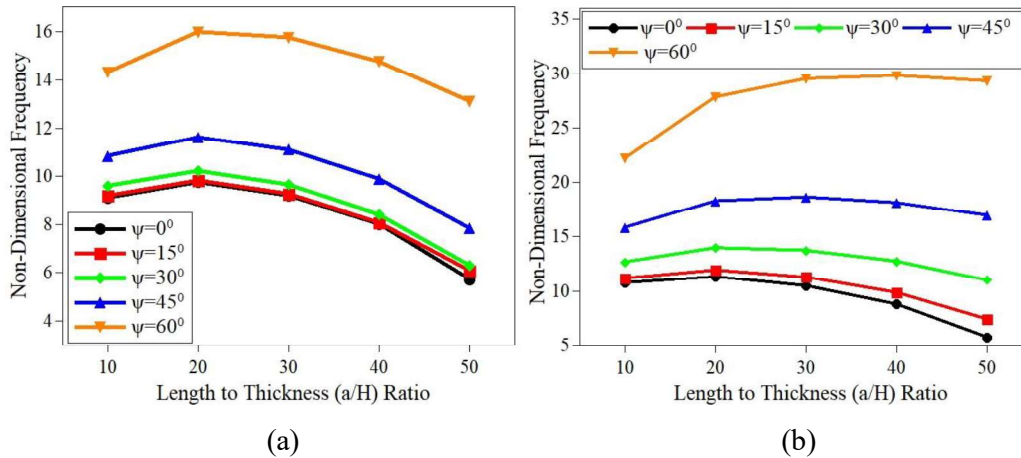 16
14
12
10
8
6
4
Non-Dimensional Frequency
ψ=0⁰
ψ=15⁰
ψ=30⁰
ψ=45⁰
ψ=60⁰
10 20 30 40 50
Length to Thickness (a/H) Ratio
(a)
35
30
25
20
15
10
5
Non-Dimensional Frequency
ψ=0⁰ ψ=15⁰ ψ=30⁰ ψ=45⁰
ψ=60⁰
10 20 30 40 50
Length to Thickness (a/H) Ratio
(b)